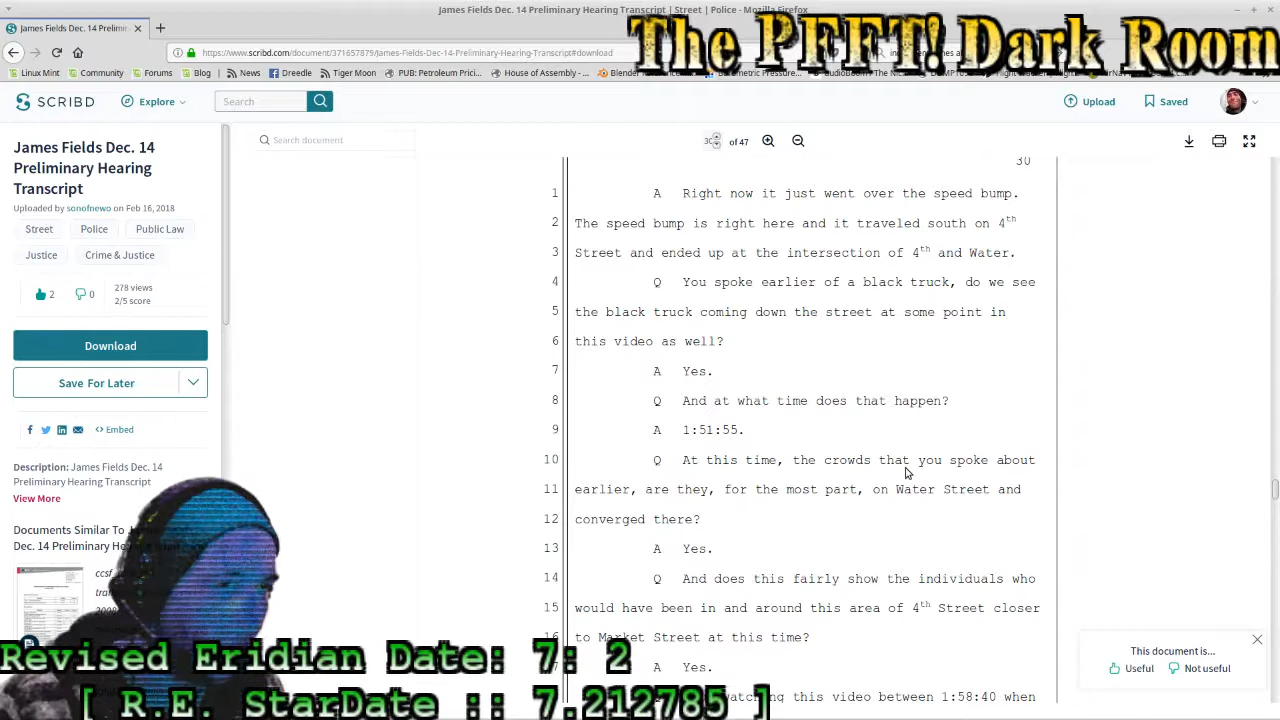 James Fields Dec. 14 Preliminary Hearing Transcript | Street | Police - Mozilla Firefox
James Fields Dec. 14 Prelimin
https://www.scribd.com/document/371657879/James-Fields-Dec-14-Preliminary-Hearing-Transcript#download
The PFFT! Dark Room
Linux Mint
Community
Forums
Blog
News
Dreedle
Tiger Moon
PUB: Petroleum Prici...
House of Assembly - ...
SCRIBD
Explore
Search
Upload
Saved
James Fields Dec. 14
Preliminary Hearing
Transcript
Uploaded by sonofnewo on Feb 16, 2018
Street
Police
Public Law
Justice
Crime & Justice
2
0
278 views
2/5 score
Download
Save For Later
Embed
Description: James Fields Dec. 14
Preliminary Hearing Transcript
View More
Documents Similar To
Dec. 14 Preliminary
Search document
30 of 47
30
1 A Right now it just went over the speed bump.
2 The speed bump is right here and it traveled south on 4th
3 Street and ended up at the intersection of 4th and Water.
4 Q You spoke earlier of a black truck, do we see
5 the black truck coming down the street at some point in
6 this video as well?
7 A Yes.
8 Q And at what time does that happen?
9 A 1:51:55.
10 Q At this time, the crowds that you spoke about
11 earlier, are they, for the most part, on Water Street and
converged there?
Yes.
And does this fairly show the individuals who
in and around this area of 4th Street closer
to Market Street at this time?
A Yes.
this video between 1:58:40 when
This document is...
Useful
Not useful
Revised Eridian Date: 7: 2
[ R.E. StarDate :: 7.212785 ]